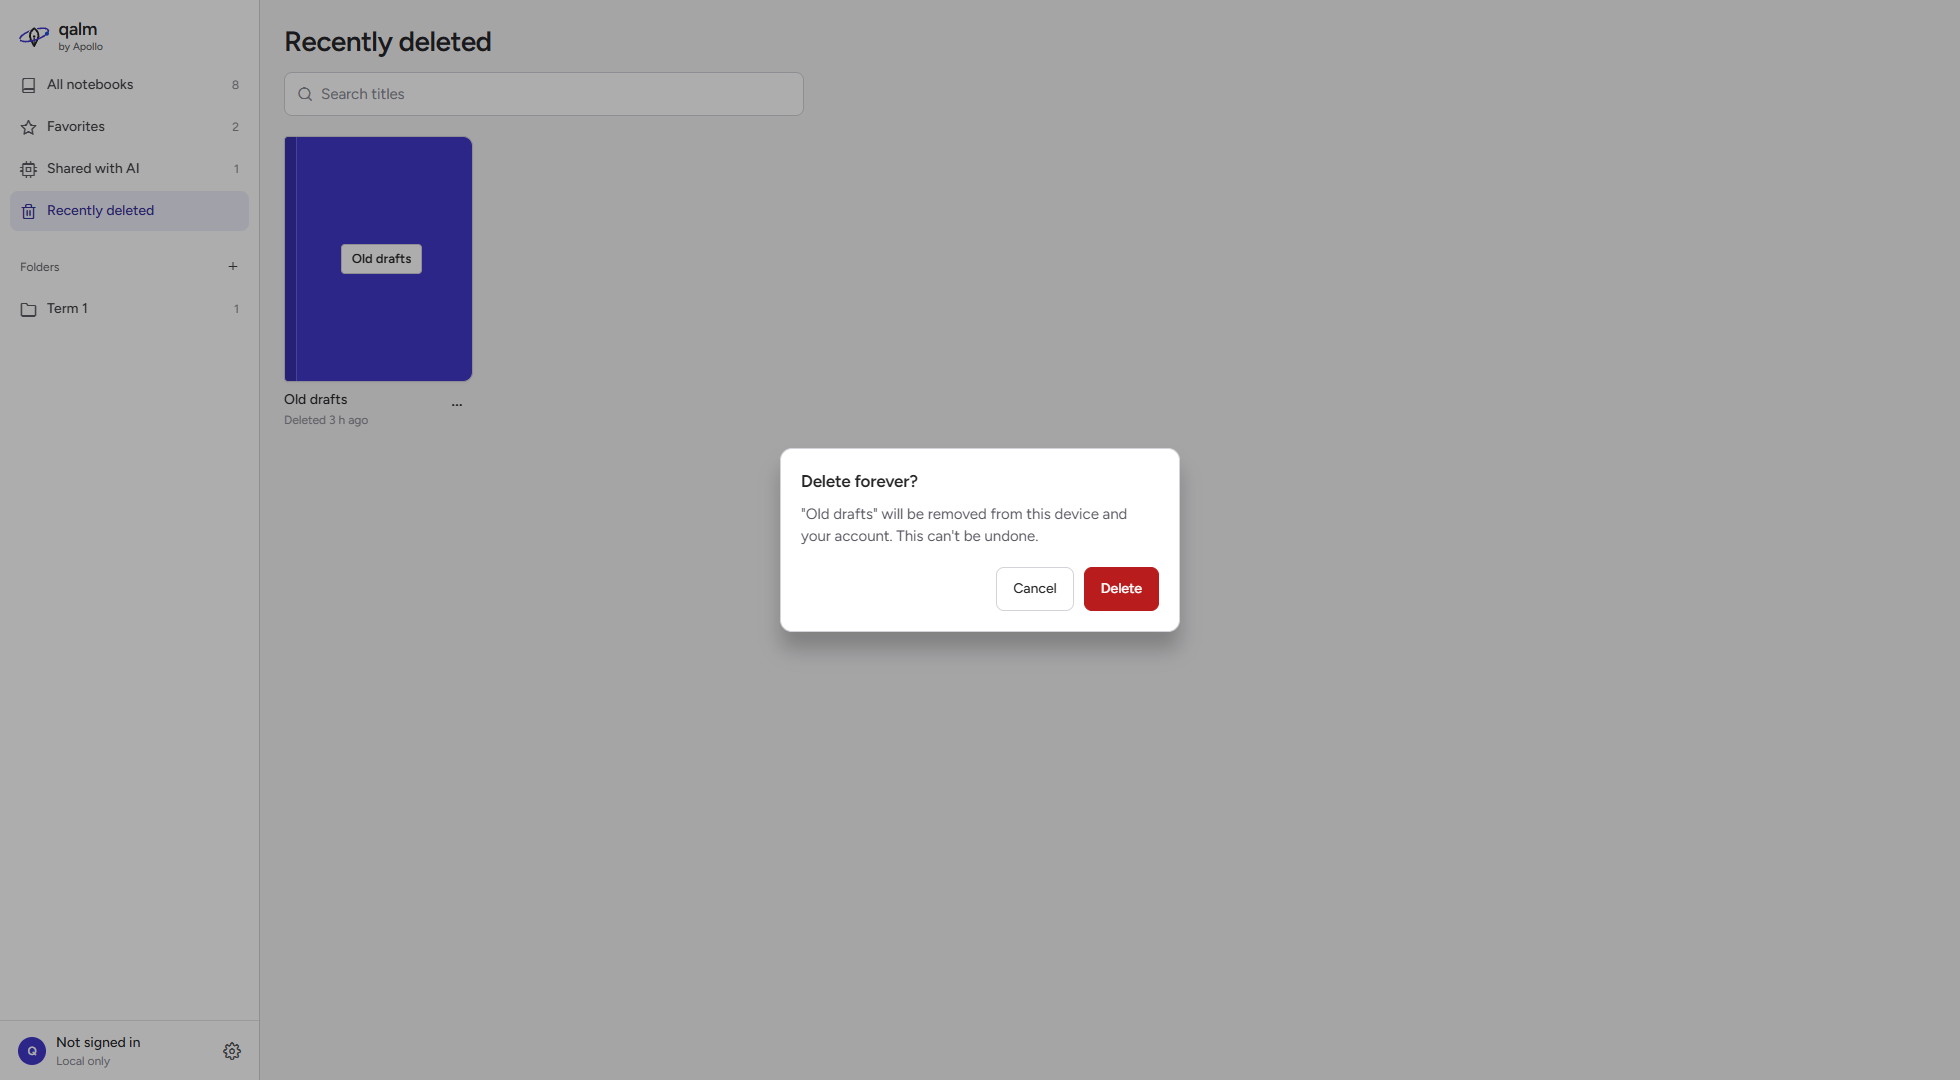 qalm
by Apollo
All notebooks 8
Favorites 2
Shared with AI 1
Recently deleted
Folders +
Term 1 1
Not signed in
Local only
Q
Recently deleted
Search titles
Old drafts
Old drafts ...
Deleted 3 h ago
Delete forever?
"Old drafts" will be removed from this device and
your account. This can't be undone.
Cancel Delete